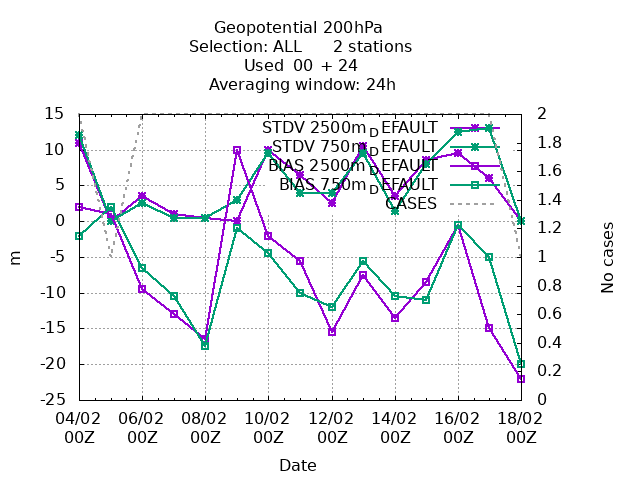 Geopotential 200hPa
Selection: ALL 2 stations
Used 00 + 24
Averaging window: 24h
STDV 2500m_DEFAULT
STDV 750m_DEFAULT
BIAS 2500m_DEFAULT
BIAS 750m_DEFAULT
CASES
15
10
5
0
-5
-10
-15
-20
-25
m
2
1.8
1.6
1.4
1.2
1
0.8
0.6
0.4
0.2
0
No cases
04/02 06/02 08/02 10/02 12/02 14/02 16/02 18/02
00Z 00Z 00Z 00Z 00Z 00Z 00Z 00Z
Date